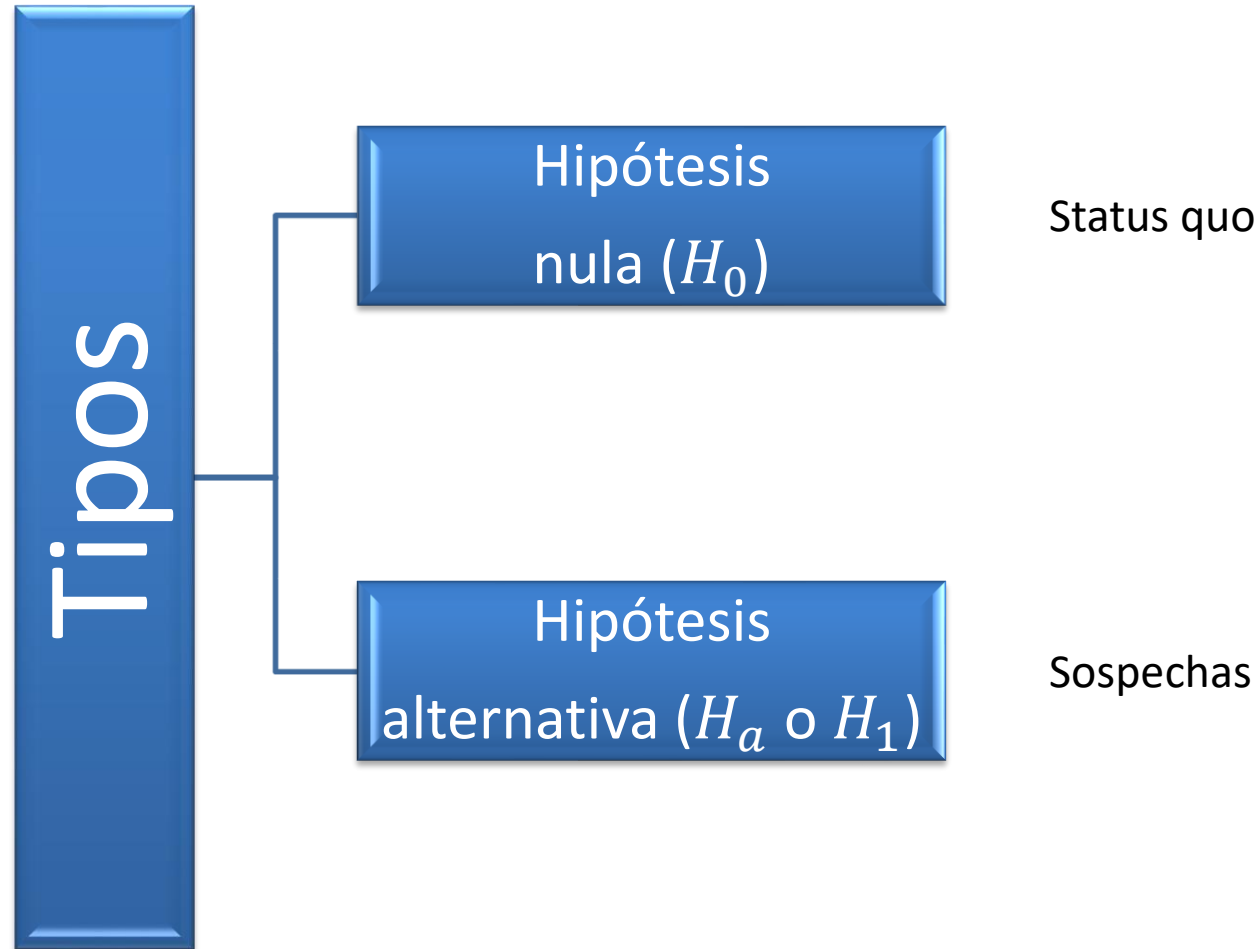 Tipos
Hipótesis
nula (H₀)
Status quo
Hipótesis
alternativa (Hₐ o H₁)
Sospechas